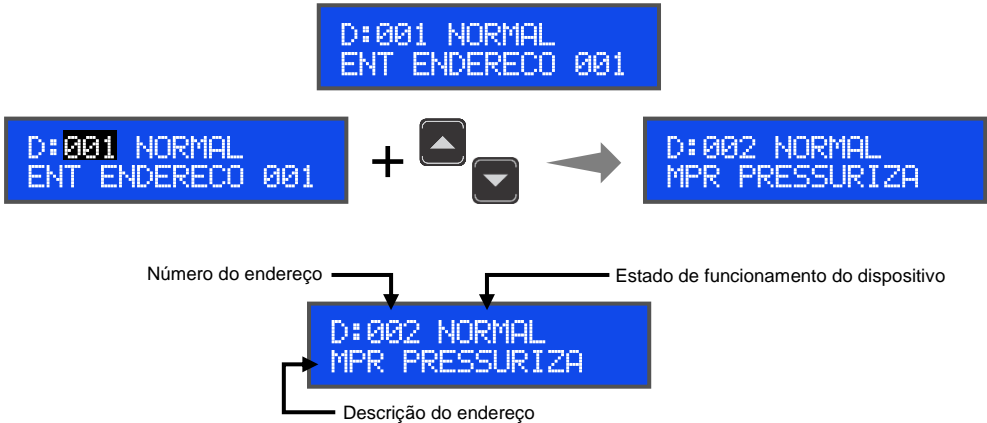 D:001 NORMAL
ENT ENDERECO 001
D:001 NORMAL
ENT ENDERECO 001
+
D:002 NORMAL
MPR PRESSURIZA
Número do endereço
Estado de funcionamento do dispositivo
D:002 NORMAL
MPR PRESSURIZA
Descrição do endereço